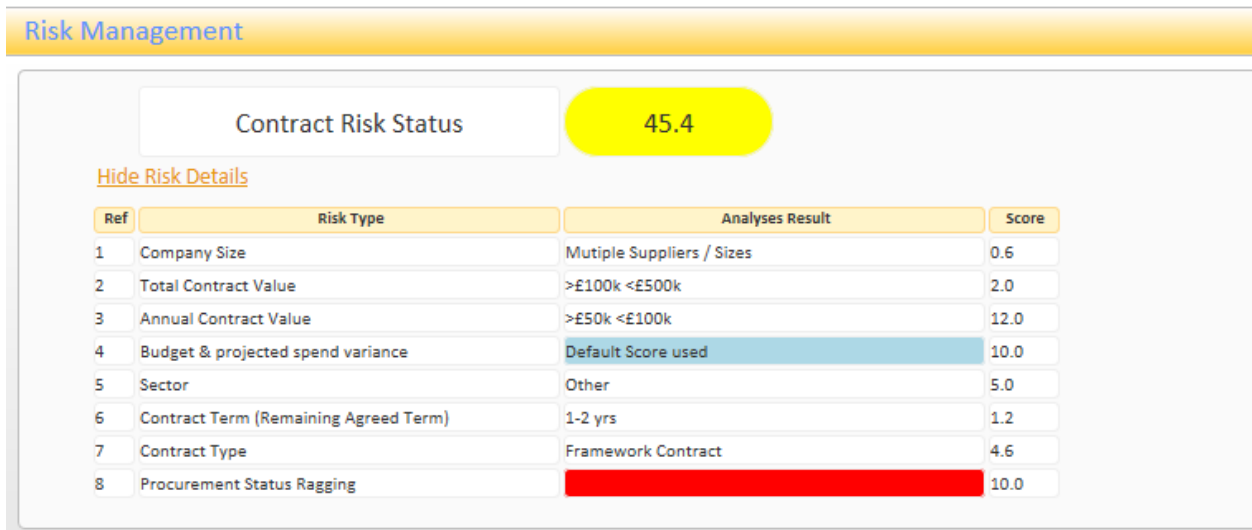 Risk Management
Contract Risk Status 45.4
Hide Risk Details
Ref Risk Type Analyses Result Score
1 Company Size Mutiple Suppliers / Sizes 0.6
2 Total Contract Value >£100k <£500k 2.0
3 Annual Contract Value >£50k <£100k 12.0
4 Budget & projected spend variance Default Score used 10.0
5 Sector Other 5.0
6 Contract Term (Remaining Agreed Term) 1-2 yrs 1.2
7 Contract Type Framework Contract 4.6
8 Procurement Status Ragging 10.0